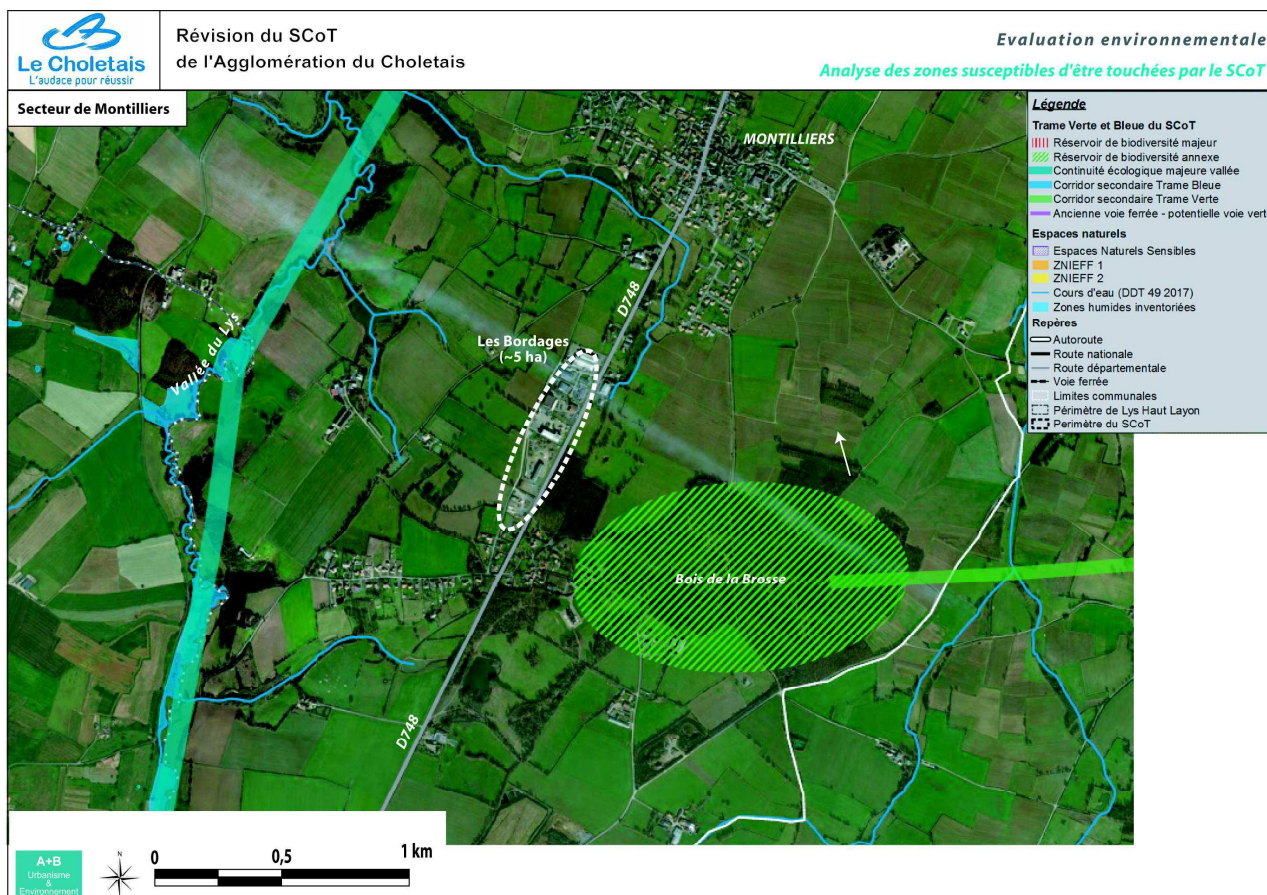 Le Choletais
L'audace pour réussir
Révision du SCoT
de l'Agglomération du Choletais
Evaluation environnementale
Analyse des zones susceptibles d'être touchées par le SCoT
Secteur de Montilliers
MONTILLIERS
Légende
Trame Verte et Bleue du SCoT
Réservoir de biodiversité majeur
Réservoir de biodiversité annexe
Continuité écologique majeure vallée
Corridor secondaire Trame Bleue
Corridor secondaire Trame Verte
Ancienne voie ferrée - potentielle voie vert
Espaces naturels
Espaces Naturels Sensibles
ZNIEFF 1
ZNIEFF 2
Cours d'eau (DDT 49 2017)
Zones humides inventoriées
Repères
Autoroute
Route nationale
Route départementale
Voie ferrée
Limites communales
Périmètre de Lys Haut Layon
Perimètre du SCoT
D748
Vallée du Lys
Les Bordages
(~5 ha)
Bois de la Brosse
D748
A+B
Urbanisme
&
Environnement
N
0
0,5
1 km